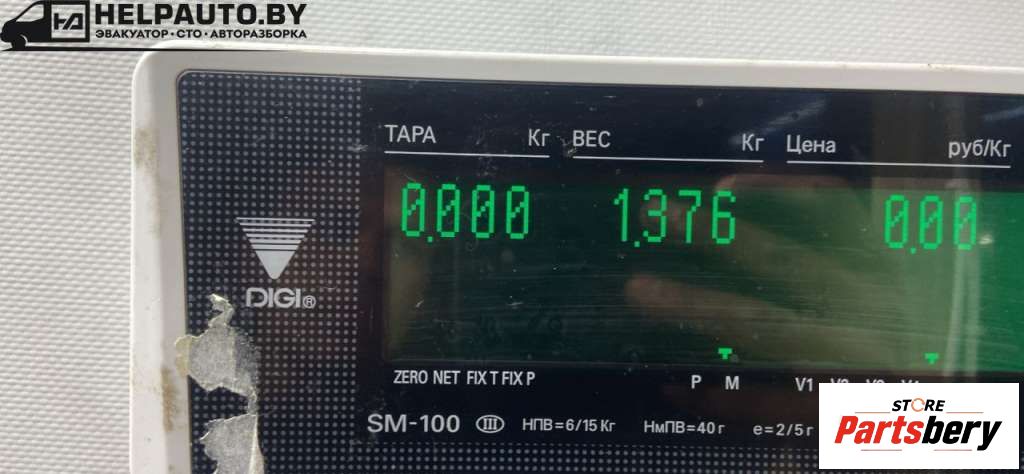 HELPAUTO.BY
ЭВАКУАТОР • СТО • АВТОРАЗБОРКА
ТАРА Кг ВЕС Кг Цена руб/Кг
0.000 1.376 0.00
DIGI®
ZERO NET FIX T FIX P P M V1
SM-100 III НПВ=6/15 Кг НмПВ=40 г e=2/5 г
STORE
Partsbery